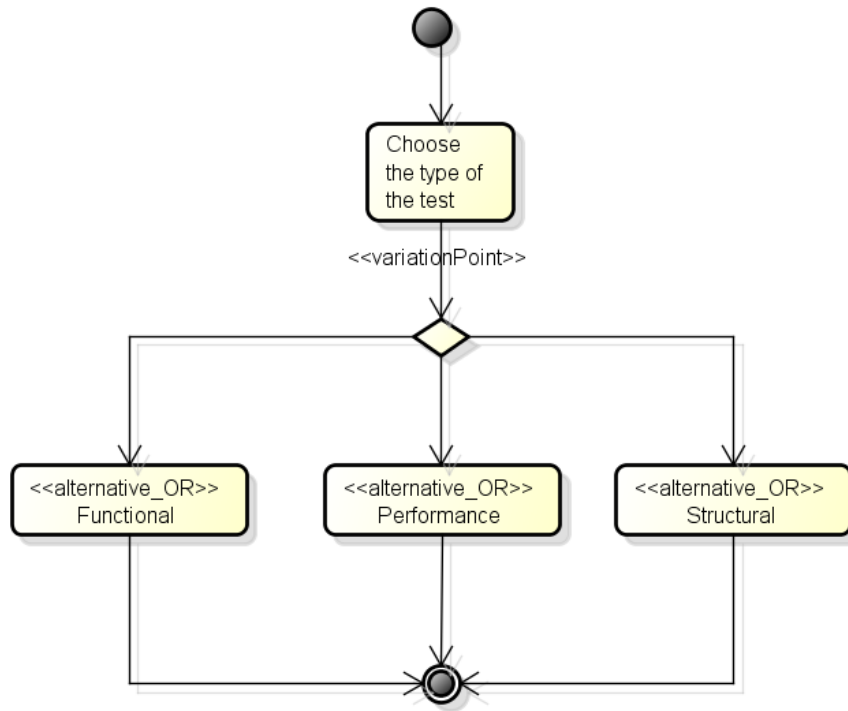 Choose
the type of
the test
<<variationPoint>>
<<alternative_OR>>
Functional
<<alternative_OR>>
Performance
<<alternative_OR>>
Structural